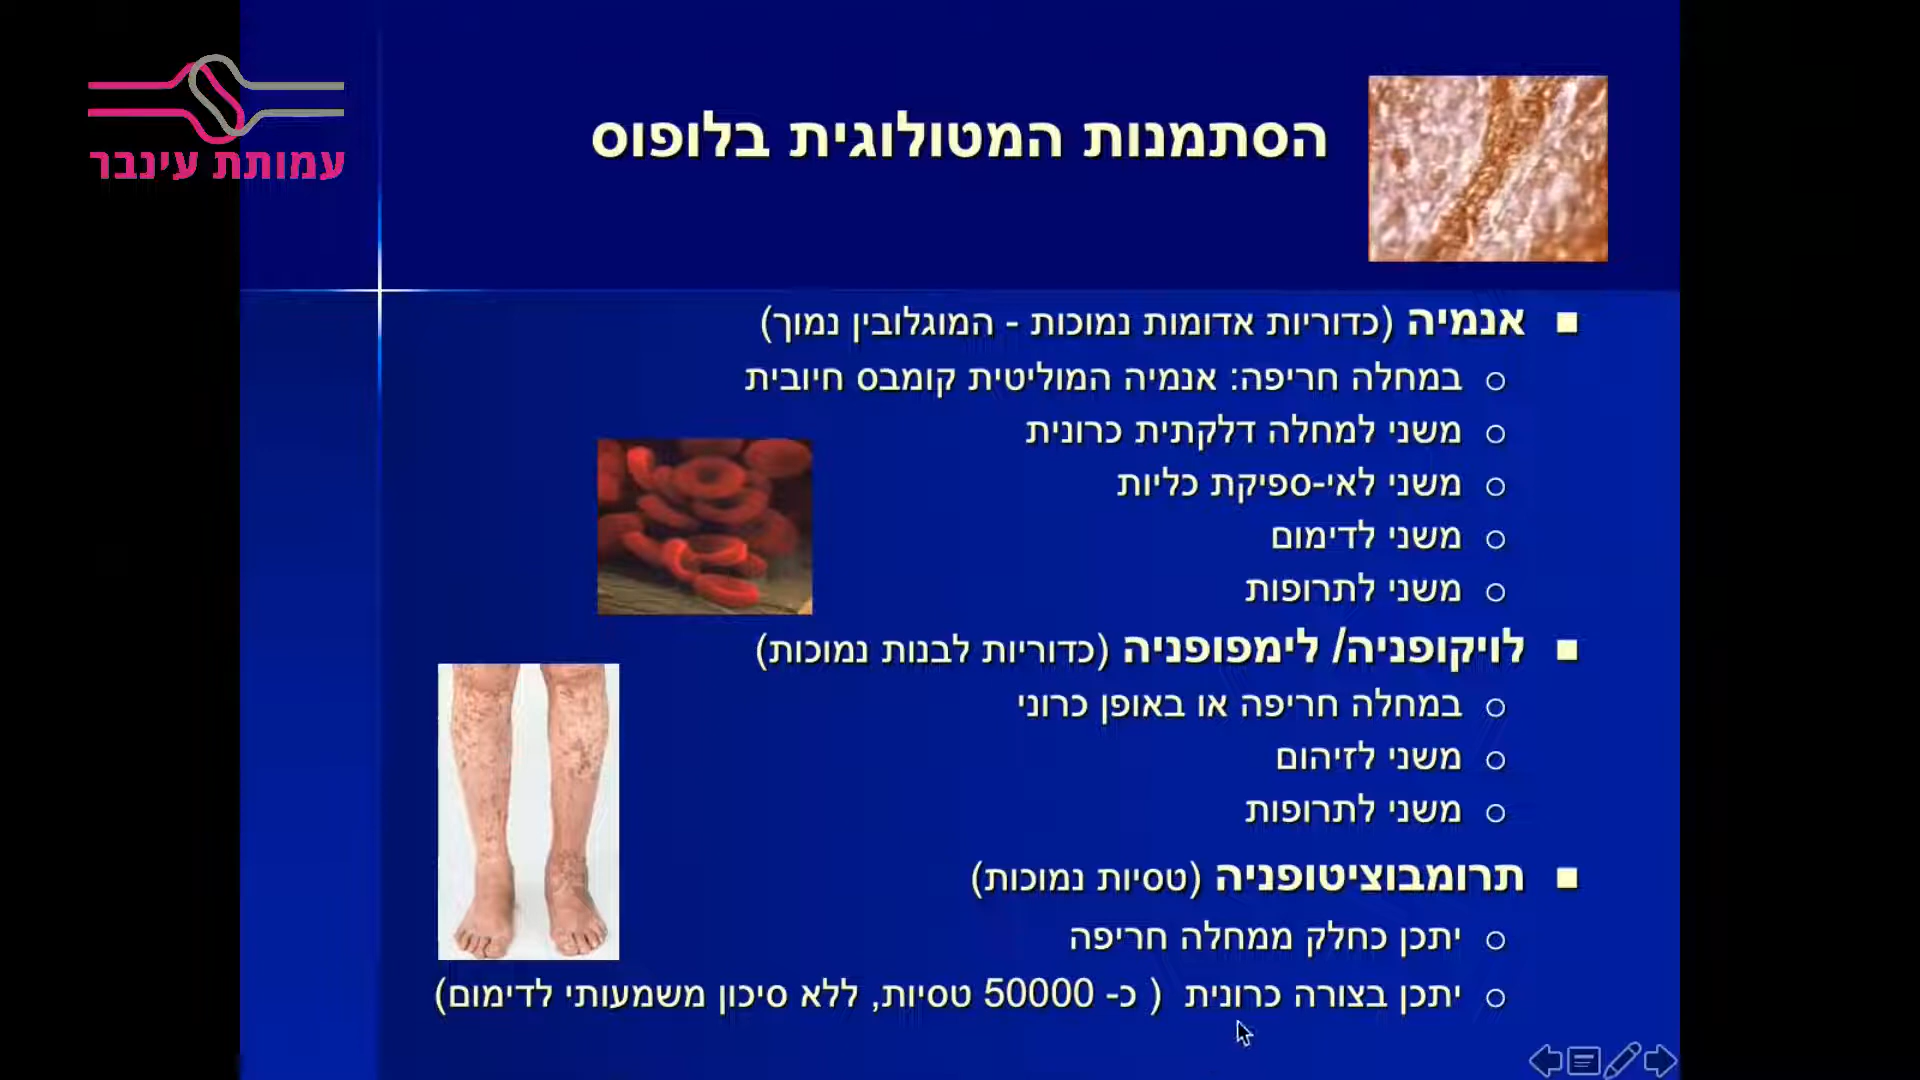 עמותת עינבר
הסתמנות המטולוגית בלופוס
■ אנמיה (כדוריות אדומות נמוכות - המוגלובין נמוך)
○ במחלה חריפה: אנמיה המוליטית קומבס חיובית
○ משני למחלה דלקתית כרונית
○ משני לאי-ספיקת כליות
○ משני לדימום
○ משני לתרופות
■ לויקופניה/ לימפופניה (כדוריות לבנות נמוכות)
○ במחלה חריפה או באופן כרוני
○ משני לזיהום
○ משני לתרופות
■ תרומבוציטופניה (טסיות נמוכות)
○ יתכן כחלק ממחלה חריפה
○ יתכן בצורה כרונית ( כ- 50000 טסיות, ללא סיכון משמעותי לדימום)